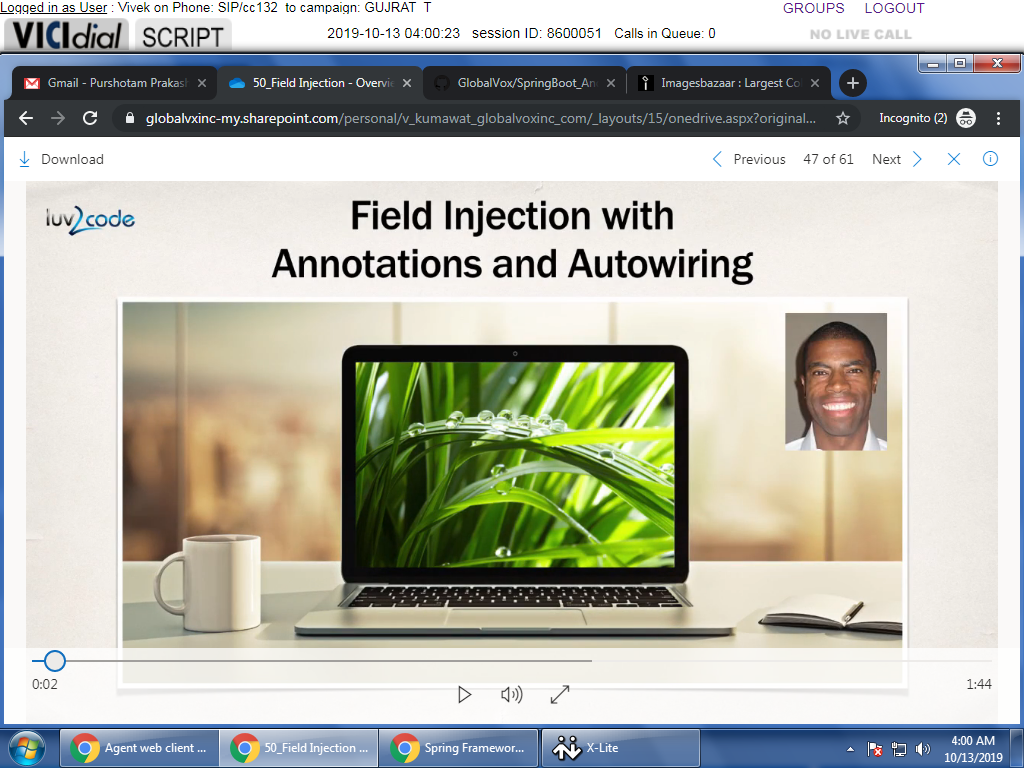 Logged in as User : Vivek on Phone: SIP/cc132 to campaign: GUJRAT_T
GROUPS LOGOUT
VICIdial SCRIPT 2019-10-13 04:00:23 session ID: 8600051 Calls in Queue: 0 NO LIVE CALL
Gmail - Purshotam Prakas
50_Field Injection - Overvie
GlobalVox/SpringBoot_An
Imagesbazaar : Largest Co
globalvxinc-my.sharepoint.com/personal/v_kumawat_globalvoxinc_com/_layouts/15/onedrive.aspx?original...
Incognito (2)
Download
Previous 47 of 61 Next
luv2code
Field Injection with
Annotations and Autowiring
0:02
1:44
Agent web client ...
50_Field Injection ...
Spring Framewor...
X-Lite
4:00 AM
10/13/2019